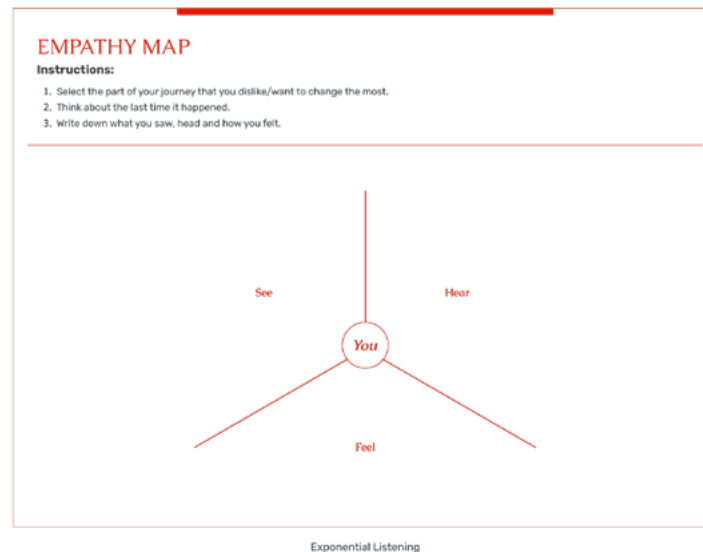 EMPATHY MAP
Instructions:
1. Select the part of your journey that you dislike/want to change the most.
2. Think about the last time it happened.
3. Write down what you saw, head and how you felt.
See
Hear
You
Feel
Exponential Listening